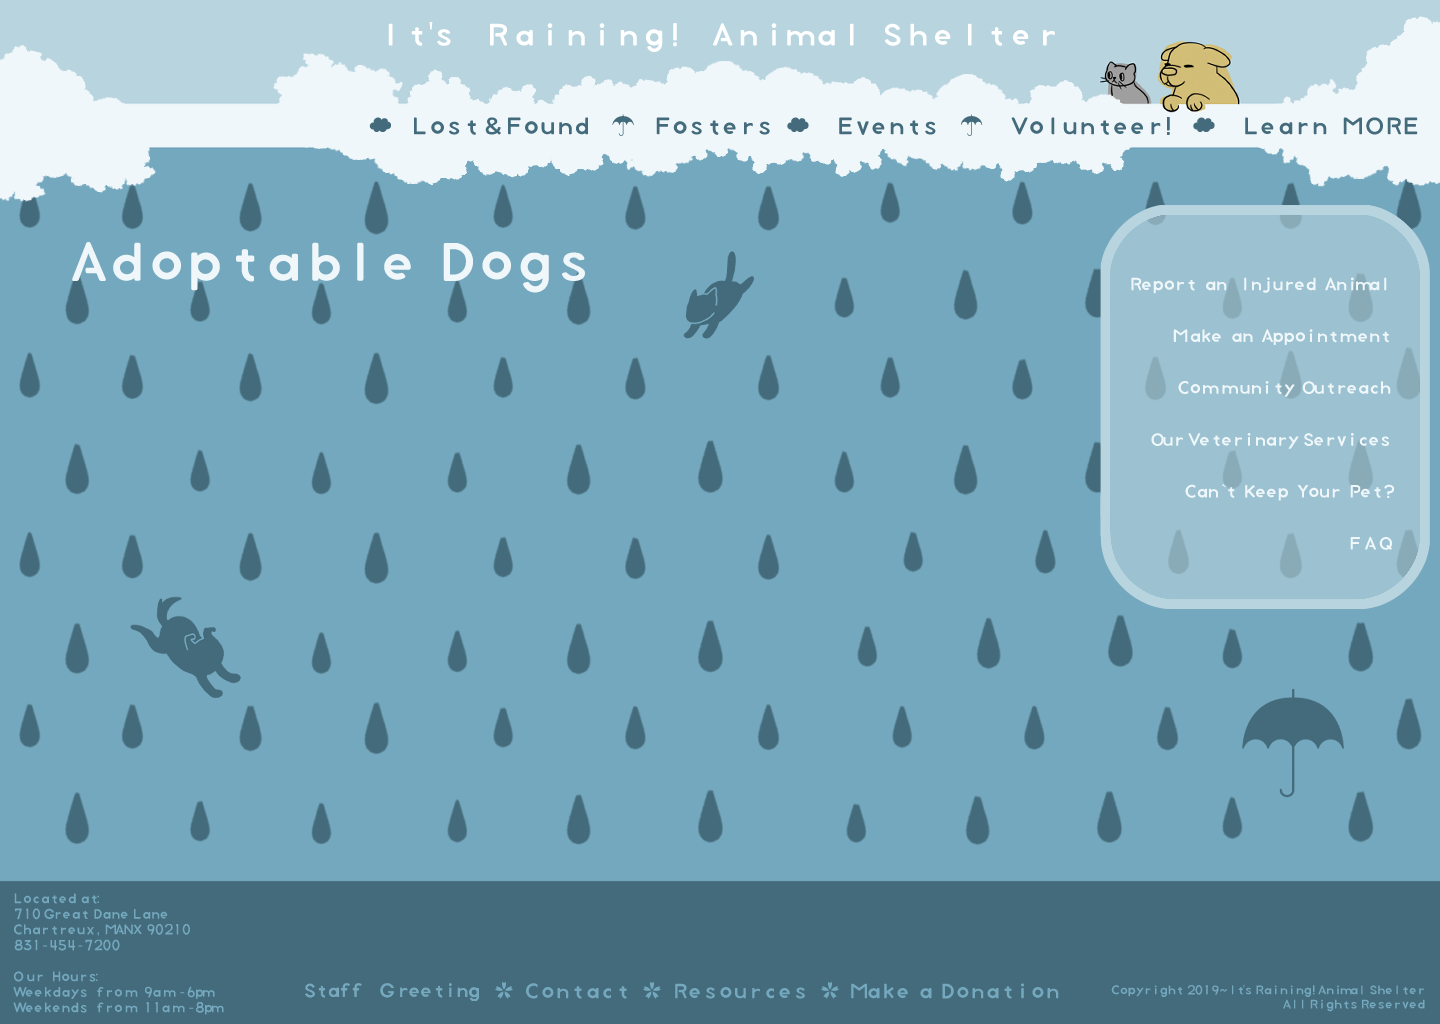 It's Raining! Animal Shelter
Lost&Found Fosters Events Volunteer! Learn MORE
Adoptable Dogs
Report an Injured Animal
Make an Appointment
Community Outreach
Our Veterinary Services
Can`t Keep Your Pet?
FAQ
Located at:
710 Great Dane Lane
Chartreux, MANX 90210
831-454-7200
Our Hours:
Weekdays from 9am-6pm
Weekends from 11am-8pm
Staff Greeting ✲ Contact ✲ Resources ✲ Make a Donation
Copyright 2019~It's Raining! Animal Shelter
All Rights Reserved